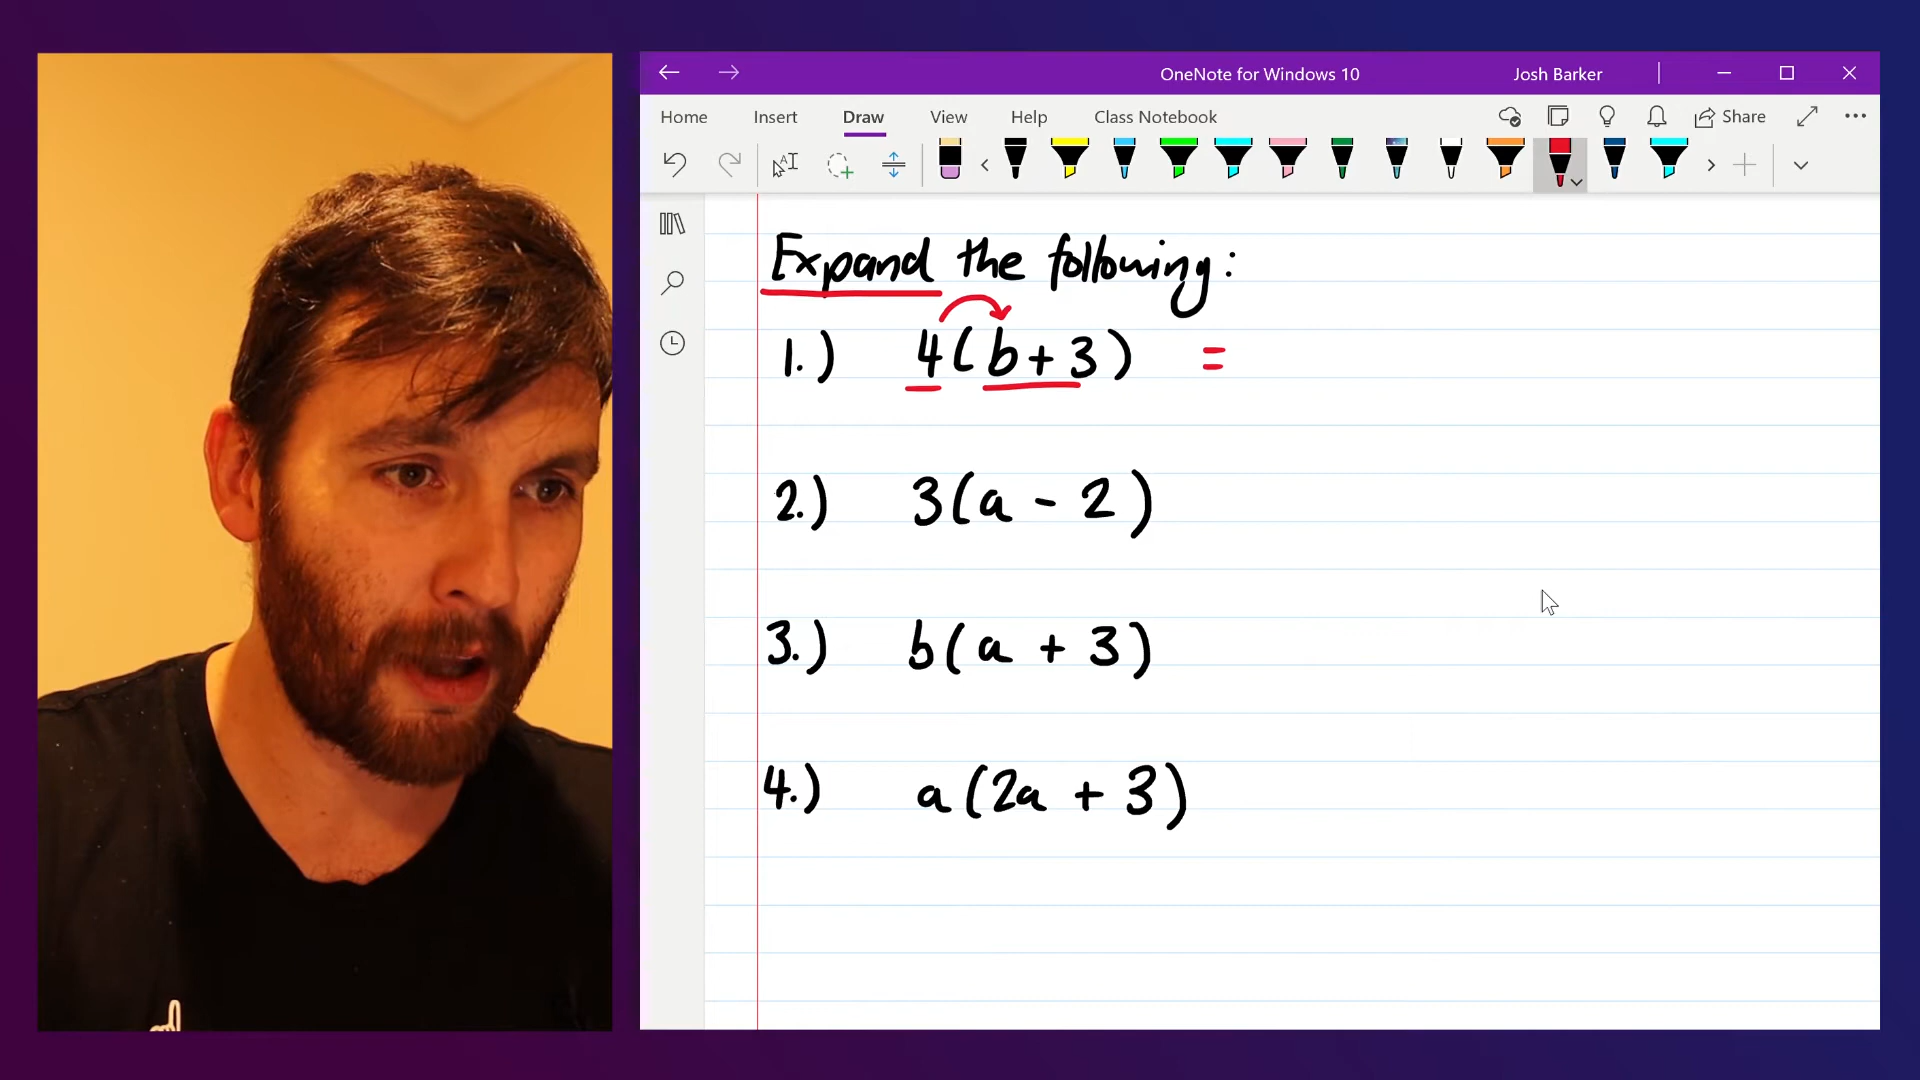 OneNote for Windows 10
Josh Barker
Home Insert Draw View Help Class Notebook
Share
Expand the following:
1.) 4(b+3) =
2.) 3(a - 2)
3.) b(a + 3)
4.) a(2a + 3)